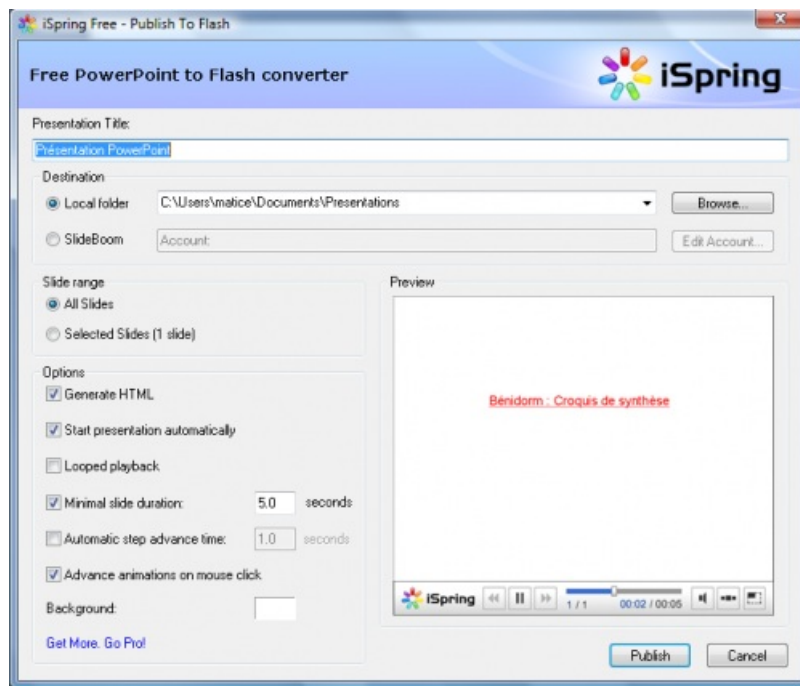 iSpring Free - Publish To Flash
Free PowerPoint to Flash converter
iSpring
Presentation Title:
Présentation PowerPoint
Destination
Local folder
C:\Users\matice\Documents\Presentations
Browse...
SlideBoom
Account:
Edit Account...
Slide range
All Slides
Selected Slides (1 slide)
Options
Generate HTML
Start presentation automatically
Looped playback
Minimal slide duration: 5.0 seconds
Automatic step advance time: 1.0 seconds
Advance animations on mouse click
Background:
Get More. Go Pro!
Preview
Bénidorm : Croquis de synthèse
iSpring
1 / 1
00:02 / 00:05
Publish
Cancel